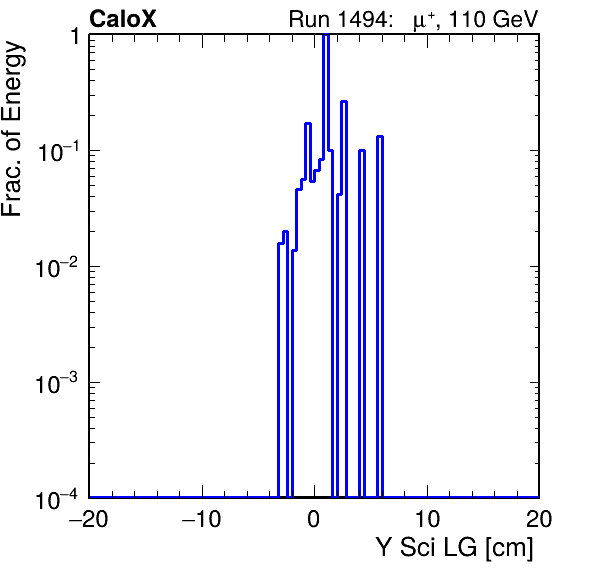 CaloX Run 1494: μ⁺, 110 GeV
Frac. of Energy
1
10⁻¹
10⁻²
10⁻³
10⁻⁴
−20 −10 0 10 20
Y Sci LG [cm]